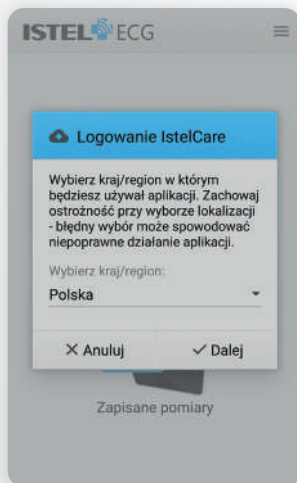 ISTEL ECG
Logowanie IstelCare
Wybierz kraj/region w którym
będziesz używał aplikacji. Zachowaj
ostrożność przy wyborze lokalizacji
- błędny wybór może spowodować
niepoprawne działanie aplikacji.
Wybierz kraj/region:
Polska
Anuluj
Dalej
Zapisane pomiary